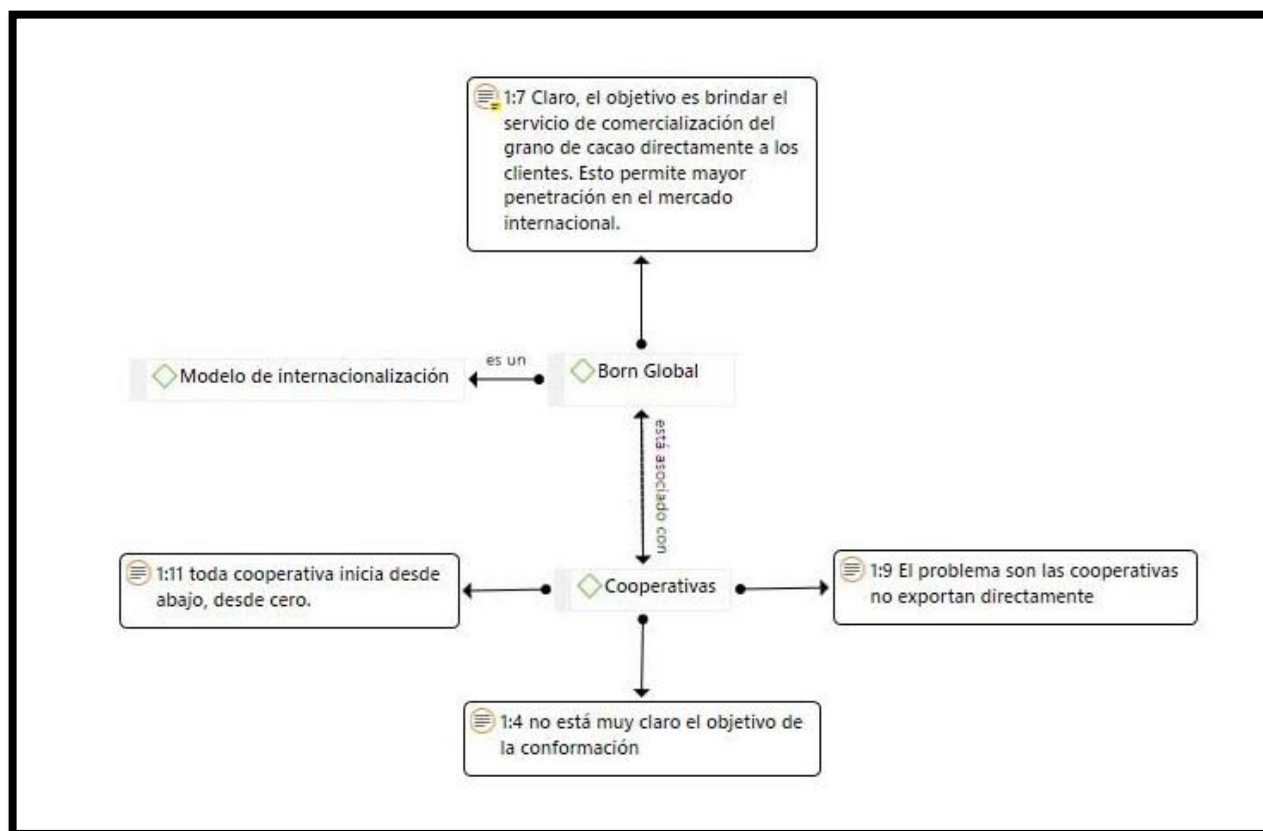 1:7 Claro, el objetivo es brindar el
servicio de comercialización del
grano de cacao directamente a los
clientes. Esto permite mayor
penetración en el mercado
internacional.
Modelo de internacionalización
es un
Born Global
está asociado con
1:11 toda cooperativa inicia desde
abajo, desde cero.
Cooperativas
1:9 El problema son las cooperativas
no exportan directamente
1:4 no está muy claro el objetivo de
la conformación